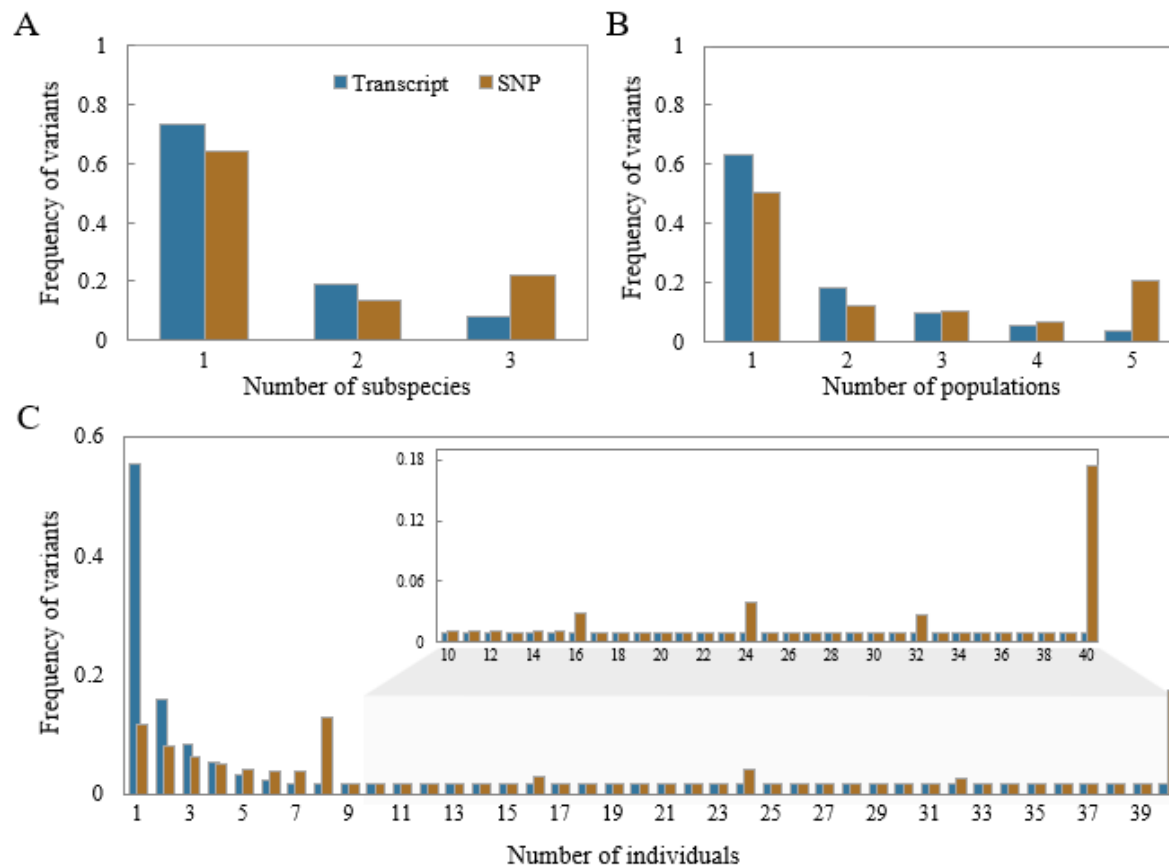 A
Frequency of variants
1
0.8
0.6
0.4
0.2
0
Transcript SNP
1 2 3
Number of subspecies
B
Frequency of variants
1
0.8
0.6
0.4
0.2
0
1 2 3 4 5
Number of populations
C
Frequency of variants
0.6
0.4
0.2
0
0.18
0.12
0.06
0
10 12 14 16 18 20 22 24 26 28 30 32 34 36 38 40
1 3 5 7 9 11 13 15 17 19 21 23 25 27 29 31 33 35 37 39
Number of individuals